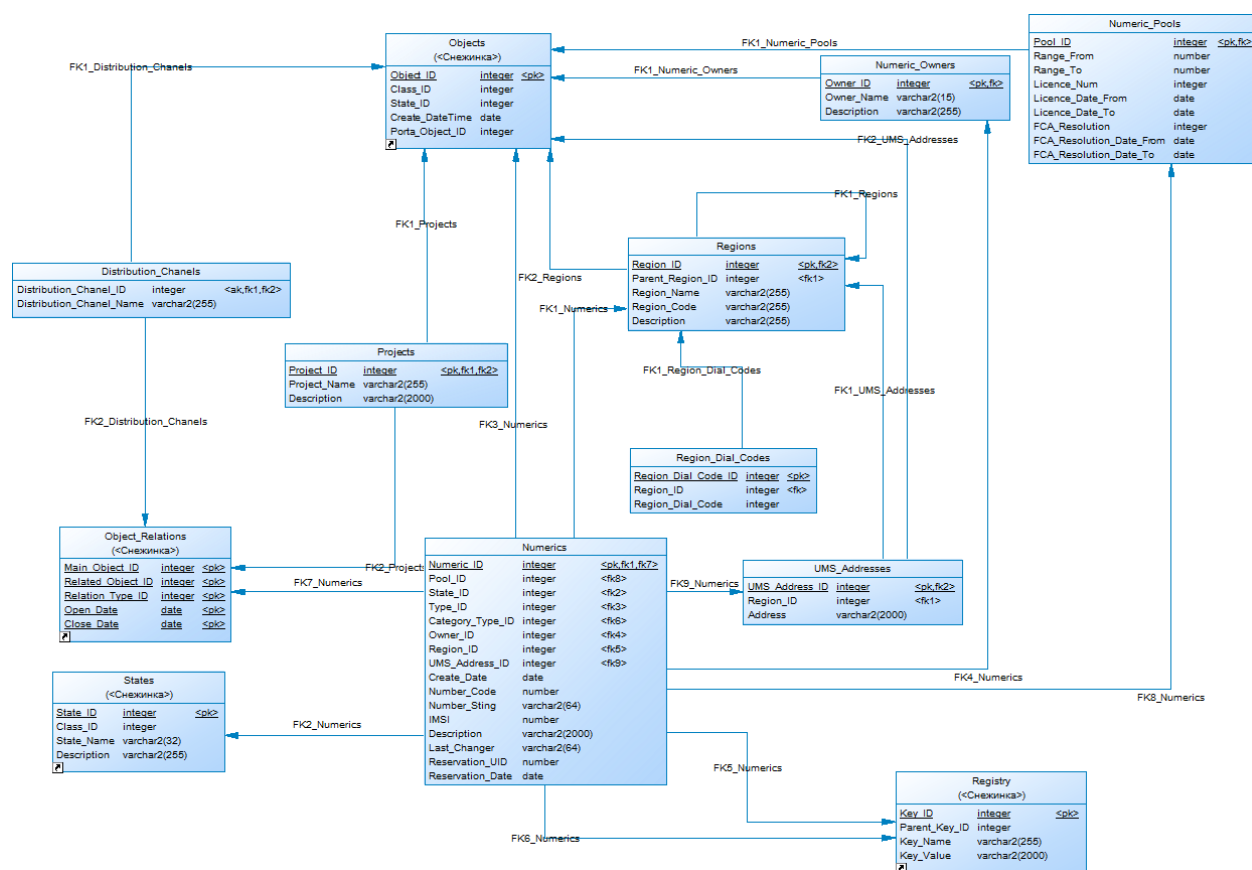 Numeric_Pools
Pool_ID integer <pk,fk>
Range_From number
Range_To number
Licence_Num integer
Licence_Date_From date
Licence_Date_To date
FCA_Resolution integer
FCA_Resolution_Date_From date
FCA_Resolution_Date_To date
Objects
(<Снежинка>)
Object_ID integer <pk>
Class_ID integer
State_ID integer
Create_DateTime date
Porta_Object_ID integer
FK1_Numeric_Pools
FK1_Distribution_Chanels
FK1_Numeric_Owners
Numeric_Owners
Owner_ID integer <pk,fk>
Owner_Name varchar2(15)
Description varchar2(255)
FK2_UMS_Addresses
FK1_Regions
FK1_Projects
Regions
Region_ID integer <pk,fk2>
Parent_Region_ID integer <fk1>
Region_Name varchar2(255)
Region_Code varchar2(255)
Description varchar2(255)
Distribution_Chanels
Distribution_Chanel_ID integer <ak,fk1,fk2>
Distribution_Chanel_Name varchar2(255)
FK2_Regions
FK1_Numerics
Projects
Project_ID integer <pk,fk1,fk2>
Project_Name varchar2(255)
Description varchar2(2000)
FK1_Region_Dial_Codes
FK1_UMS_Addresses
FK2_Distribution_Chanels
FK3_Numerics
Region_Dial_Codes
Region_Dial_Code_ID integer <pk>
Region_ID integer <fk>
Region_Dial_Code integer
Object_Relations
(<Снежинка>)
Main_Object_ID integer <pk>
Related_Object_ID integer <pk>
Relation_Type_ID integer <pk>
Open_Date date <pk>
Close_Date date <pk>
FK2_Projects
FK7_Numerics
Numerics
Numeric_ID integer <pk,fk1,fk7>
Pool_ID integer <fk8>
State_ID integer <fk2>
Type_ID integer <fk3>
Category_Type_ID integer <fk6>
Owner_ID integer <fk4>
Region_ID integer <fk5>
UMS_Address_ID integer <fk9>
Create_Date date
Number_Code number
Number_Sting varchar2(64)
IMSI number
Description varchar2(2000)
Last_Changer varchar2(64)
Reservation_UID number
Reservation_Date date
FK9_Numerics
UMS_Addresses
UMS_Address_ID integer <pk,fk2>
Region_ID integer <fk1>
Address varchar2(2000)
FK4_Numerics
FK8_Numerics
States
(<Снежинка>)
State_ID integer <pk>
Class_ID integer
State_Name varchar2(32)
Description varchar2(255)
FK2_Numerics
FK5_Numerics
FK6_Numerics
Registry
(<Снежинка>)
Key_ID integer <pk>
Parent_Key_ID integer
Key_Name varchar2(255)
Key_Value varchar2(2000)